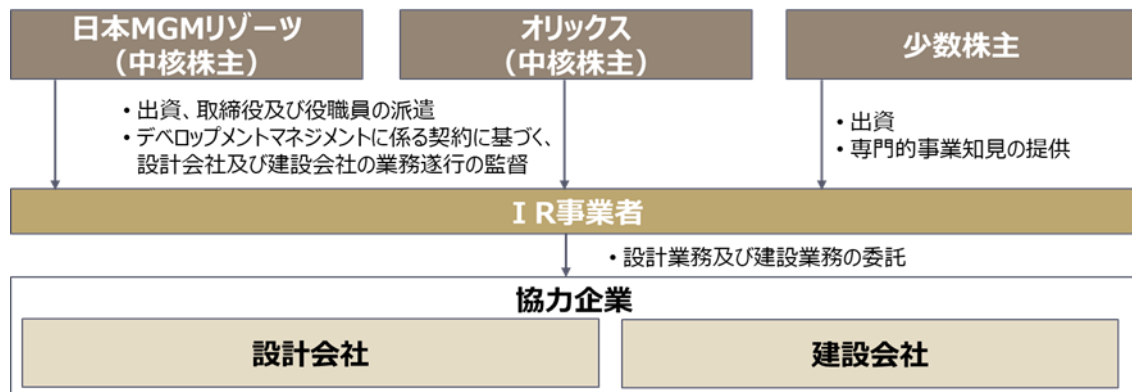 日本MGMリゾーツ
（中核株主）
オリックス
（中核株主）
少数株主
• 出資、取締役及び役職員の派遣
• デベロップメントマネジメントに係る契約に基づく、
設計会社及び建設会社の業務遂行の監督
• 出資
• 専門的事業知見の提供
ＩＲ事業者
• 設計業務及び建設業務の委託
協力企業
設計会社
建設会社